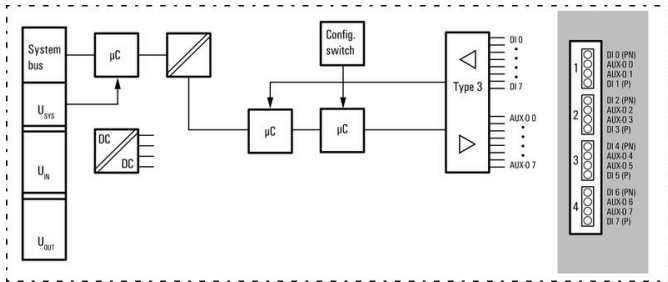 System
bus
µC
U_SYS
DC
DC
U_IN
U_OUT
µC
µC
Config.
switch
Type 3
DI 0
DI 7
AUX-O 0
AUX-O 7
1
DI 0 (PN)
AUX-O 0
AUX-O 1
DI 1 (P)
2
DI 2 (PN)
AUX-O 2
AUX-O 3
DI 3 (P)
3
DI 4 (PN)
AUX-O 4
AUX-O 5
DI 5 (P)
4
DI 6 (PN)
AUX-O 6
AUX-O 7
DI 7 (P)